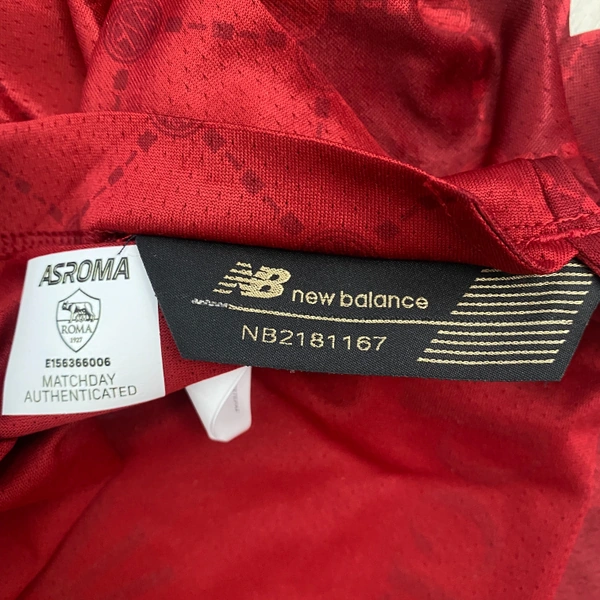 ASROMA
ROMA
1927
E156366006
MATCHDAY
AUTHENTICATED
NB new balance
NB2181167